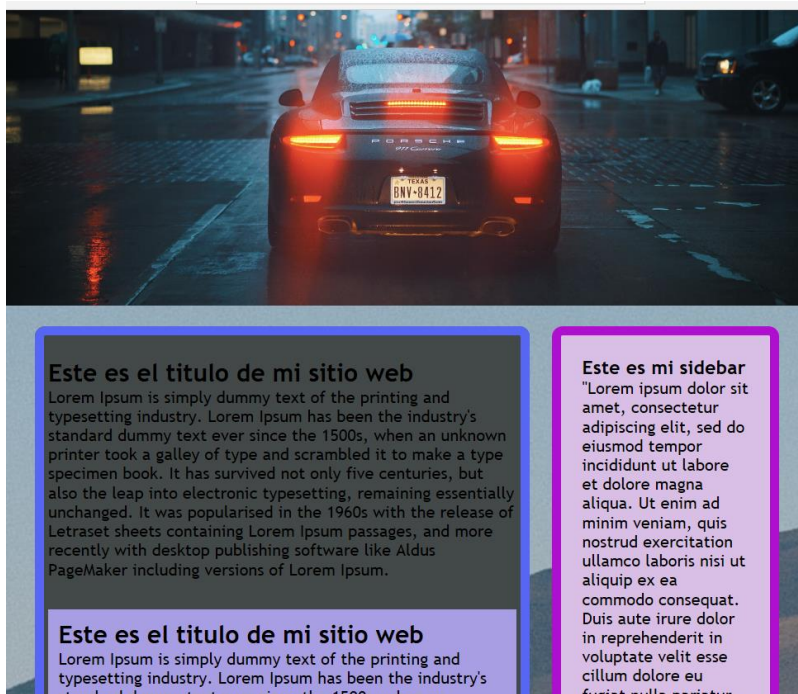 PORSCHE
911 Carrera
TEXAS
BNV-8412
Este es el titulo de mi sitio web
Lorem Ipsum is simply dummy text of the printing and
typesetting industry. Lorem Ipsum has been the industry's
standard dummy text ever since the 1500s, when an unknown
printer took a galley of type and scrambled it to make a type
specimen book. It has survived not only five centuries, but
also the leap into electronic typesetting, remaining essentially
unchanged. It was popularised in the 1960s with the release of
Letraset sheets containing Lorem Ipsum passages, and more
recently with desktop publishing software like Aldus
PageMaker including versions of Lorem Ipsum.
Este es el titulo de mi sitio web
Lorem Ipsum is simply dummy text of the printing and
typesetting industry. Lorem Ipsum has been the industry's
Este es mi sidebar
"Lorem ipsum dolor sit
amet, consectetur
adipiscing elit, sed do
eiusmod tempor
incididunt ut labore
et dolore magna
aliqua. Ut enim ad
minim veniam, quis
nostrud exercitation
ullamco laboris nisi ut
aliquip ex ea
commodo consequat.
Duis aute irure dolor
in reprehenderit in
voluptate velit esse
cillum dolore eu